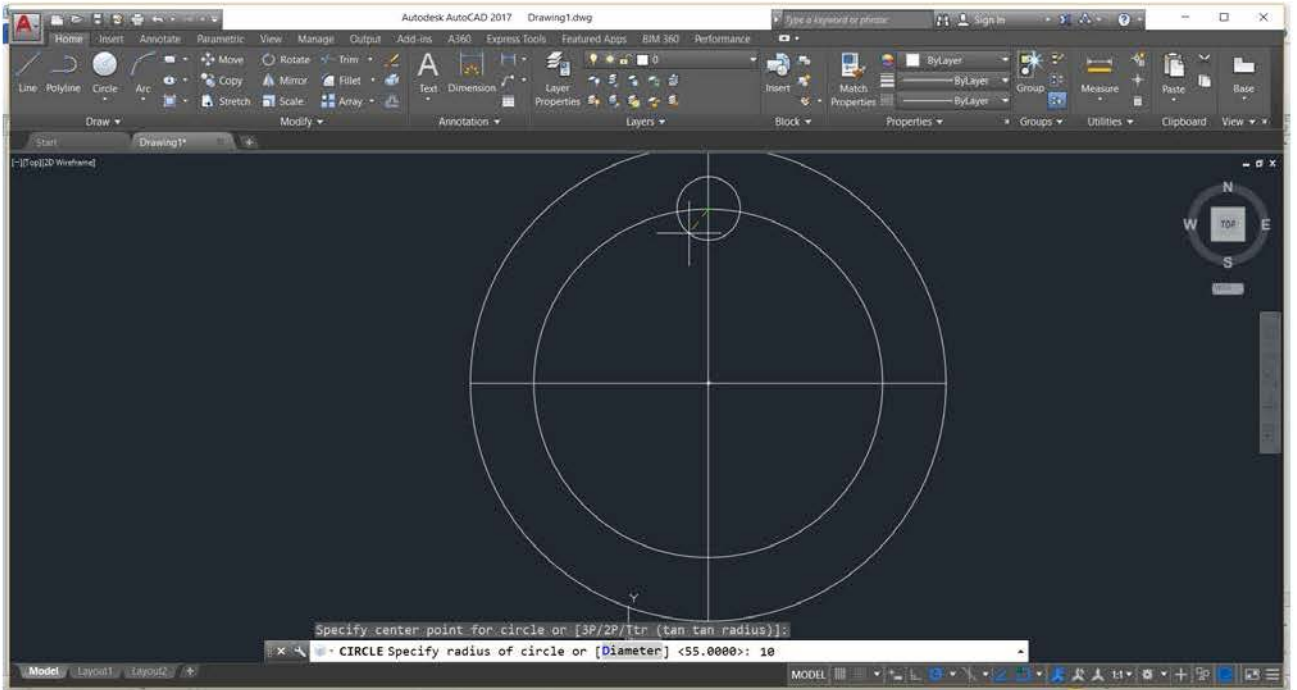 Autodesk AutoCAD 2017 Drawing1.dwg
Type a keyword or phrase
Sign In
Home Insert Annotate Parametric View Manage Output Add-ins A360 Express Tools Featured Apps BIM 360 Performance
Line Polyline Circle Arc
Move Rotate Trim
Copy Mirror Fillet
Stretch Scale Array
Text Dimension
Layer Properties
0
Insert
Match Properties
ByLayer
ByLayer
ByLayer
Group
Measure
Paste
Base
Draw Modify Annotation Layers Block Properties Groups Utilities Clipboard View
Start Drawing1*
[-][Top][2D Wireframe]
N
W TOP E
S
Y
Specify center point for circle or [3P/2P/Ttr (tan tan radius)]:
CIRCLE Specify radius of circle or [Diameter] <55.0000>: 10
Model Layout1 Layout2 +
MODEL 1:1